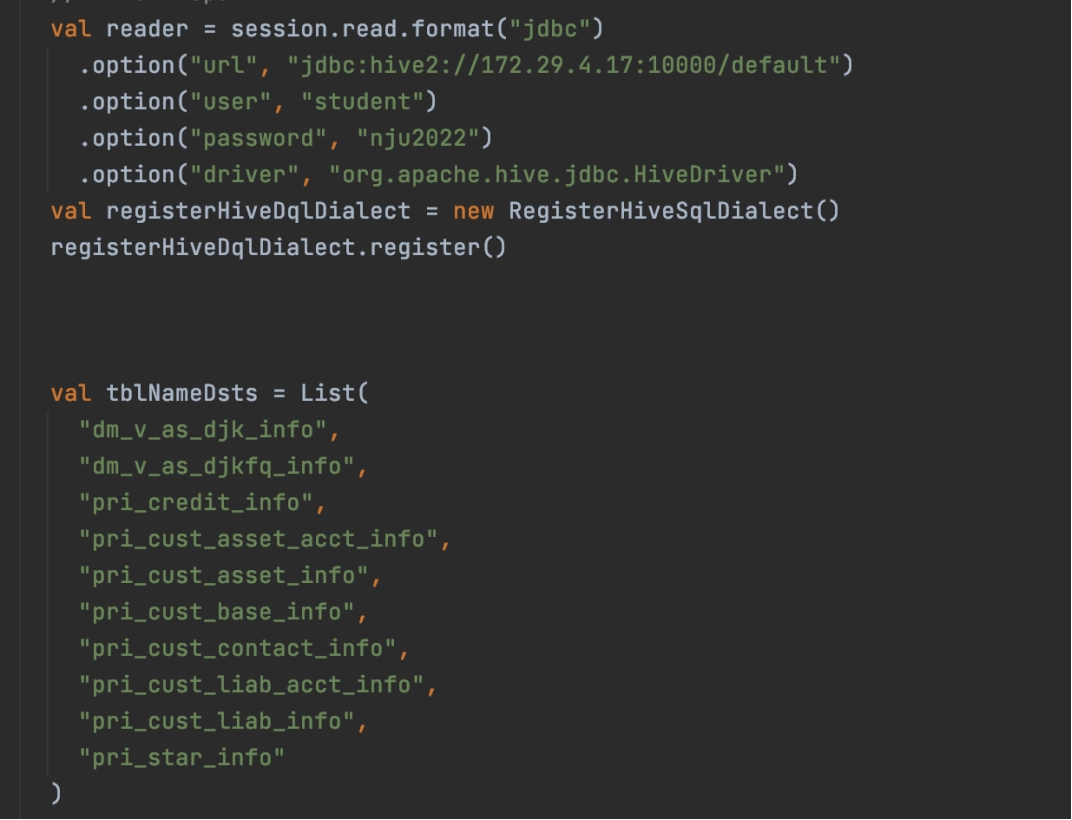 val reader = session.read.format("jdbc")
  .option("url", "jdbc:hive2://172.29.4.17:10000/default")
  .option("user", "student")
  .option("password", "nju2022")
  .option("driver", "org.apache.hive.jdbc.HiveDriver")
val registerHiveDqlDialect = new RegisterHiveSqlDialect()
registerHiveDqlDialect.register()
val tblNameDsts = List(
  "dm_v_as_djk_info",
  "dm_v_as_djkfq_info",
  "pri_credit_info",
  "pri_cust_asset_acct_info",
  "pri_cust_asset_info",
  "pri_cust_base_info",
  "pri_cust_contact_info",
  "pri_cust_liab_acct_info",
  "pri_cust_liab_info",
  "pri_star_info"
)